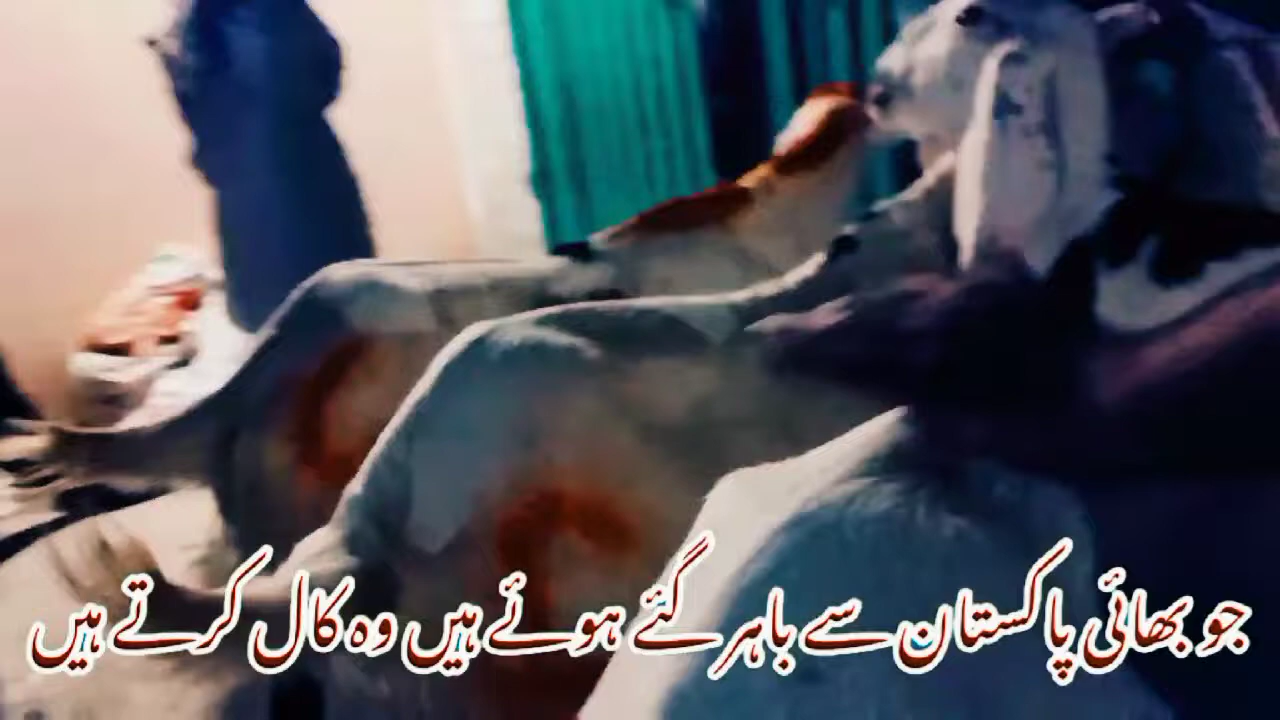 جو بھائی پاکستان سے باہر گئے ہوئے ہیں وہ کال کرتے ہیں